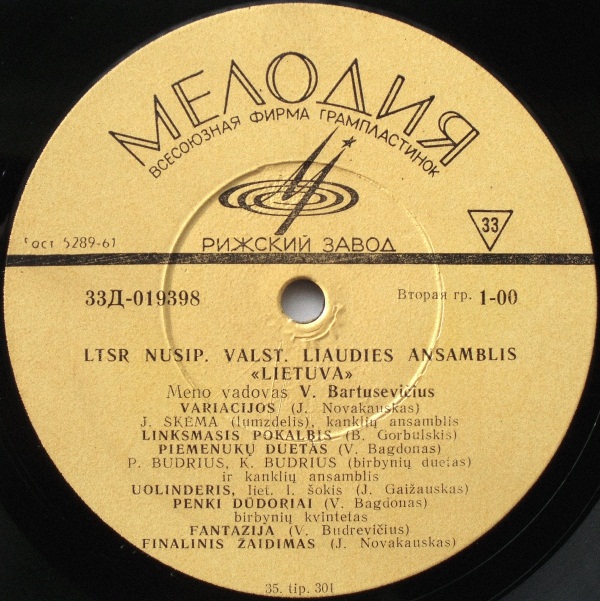 МЕЛОДИЯ
ВСЕСОЮЗНАЯ ФИРМА ГРАМПЛАСТИНОК
Гост 5289-61
33
РИЖСКИЙ ЗАВОД
33Д-019398
Вторая гр. 1-00
LTSR NUSIP. VALST. LIAUDIES ANSAMBLIS
«LIETUVA»
Meno vadovas V. Bartusevičius
VARIACIJOS (J. Novakauskas)
J. ŠKĖMA (lumzdelis), kanklių ansamblis
LINKSMASIS POKALBIS (B. Gorbulskis)
PIEMENUKŲ DUETAS (V. Bagdonas)
P. BUDRIUS, K. BUDRIUS (birbynių duetas)
ir kanklių ansamblis
UOLINDERIS, liet. l. šokis (J. Gaižauskas)
PENKI DŪDORIAI (V. Bagdonas)
birbynių kvintetas
FANTAZIJA (V. Budrevičius)
FINALINIS ŽAIDIMAS (J. Novakauskas)
35. tip. 301